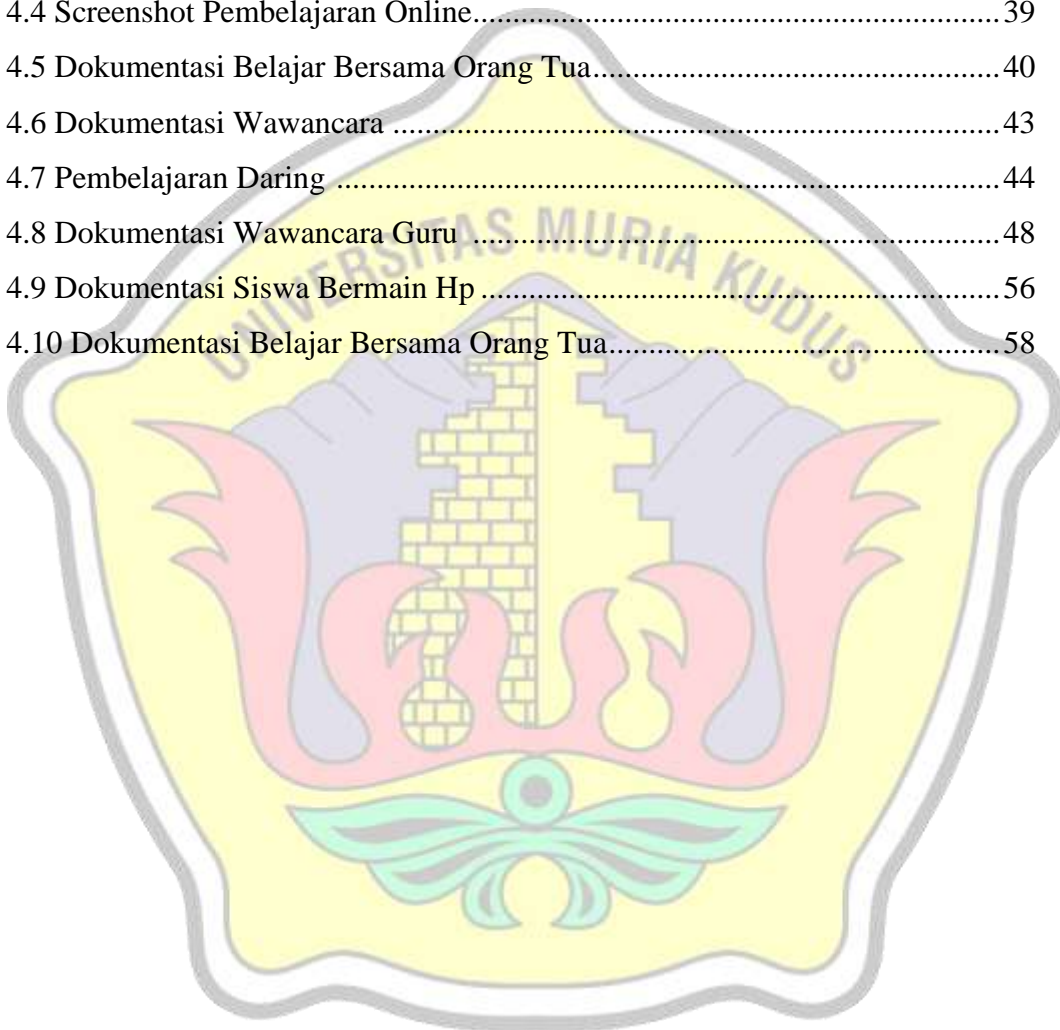 4.4 Screenshot Pembelajaran Online.................................................................. 39
4.5 Dokumentasi Belajar Bersama Orang Tua................................................... 40
4.6 Dokumentasi Wawancara ............................................................................ 43
4.7 Pembelajaran Daring ................................................................................... 44
4.8 Dokumentasi Wawancara Guru .................................................................. 48
4.9 Dokumentasi Siswa Bermain Hp ................................................................. 56
4.10 Dokumentasi Belajar Bersama Orang Tua................................................. 58
UNIVERSITAS MURIA KUDUS